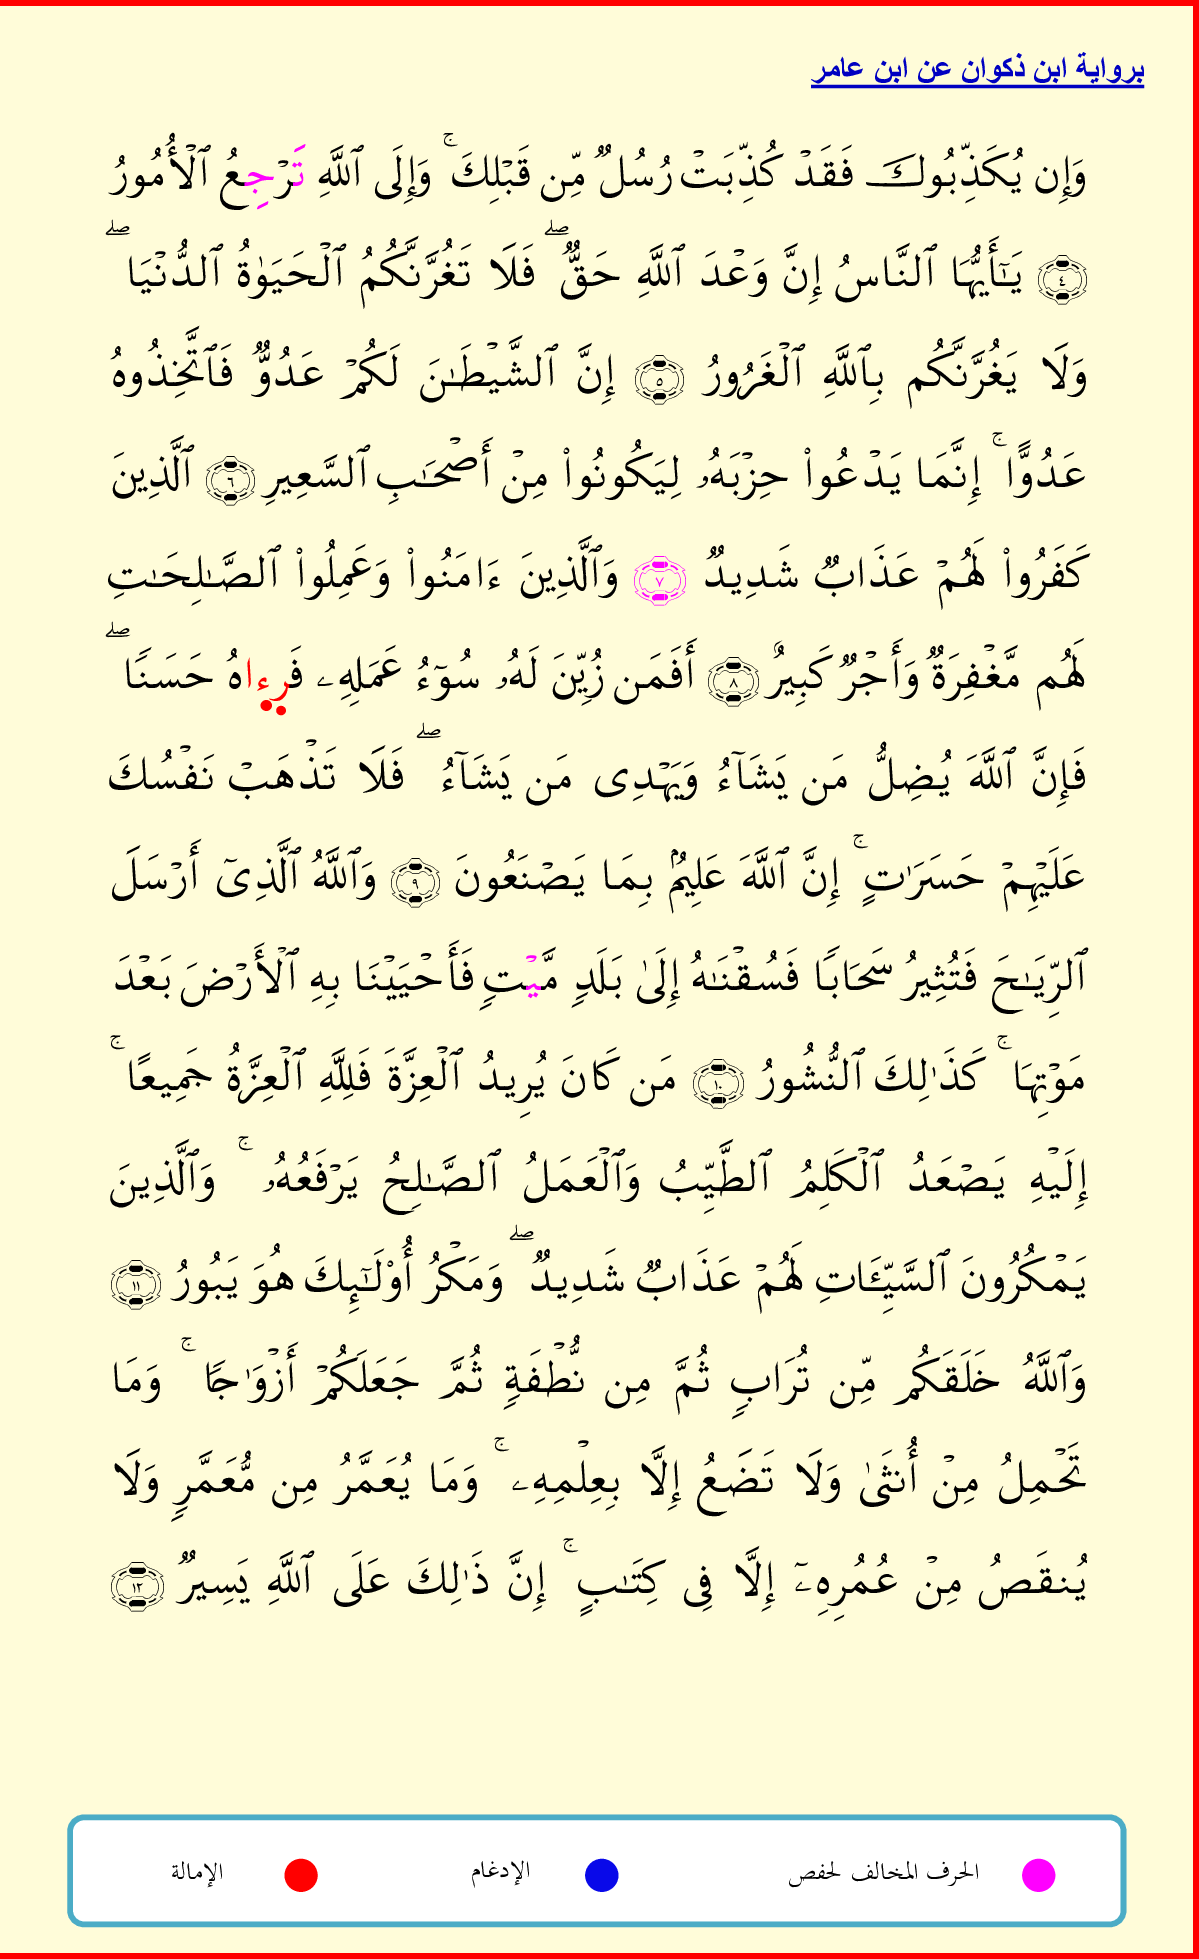 برواية ابن ذكوان عن ابن عامر
وَإِن يُكَذِّبُوكَ فَقَدۡ كُذِّبَتۡ رُسُلٞ مِّن قَبۡلِكَۚ وَإِلَى ٱللَّهِ تَرۡجِعُ ٱلۡأُمُورُ
٤ يَٰٓأَيُّهَا ٱلنَّاسُ إِنَّ وَعۡدَ ٱللَّهِ حَقّٞۖ فَلَا تَغُرَّنَّكُمُ ٱلۡحَيَوٰةُ ٱلدُّنۡيَاۖ
وَلَا يَغُرَّنَّكُم بِٱللَّهِ ٱلۡغَرُورُ ٥ إِنَّ ٱلشَّيۡطَٰنَ لَكُمۡ عَدُوّٞ فَٱتَّخِذُوهُ
عَدُوًّاۚ إِنَّمَا يَدۡعُواْ حِزۡبَهُۥ لِيَكُونُواْ مِنۡ أَصۡحَٰبِ ٱلسَّعِيرِ ٦ ٱلَّذِينَ
كَفَرُواْ لَهُمۡ عَذَابٞ شَدِيدٞ ٧ وَٱلَّذِينَ ءَامَنُواْ وَعَمِلُواْ ٱلصَّٰلِحَٰتِ
لَهُم مَّغۡفِرَةٞ وَأَجۡرٞ كَبِيرٌ ٨ أَفَمَن زُيِّنَ لَهُۥ سُوٓءُ عَمَلِهِۦ فَرِءاهُ حَسَنٗاۖ
فَإِنَّ ٱللَّهَ يُضِلُّ مَن يَشَآءُ وَيَهۡدِى مَن يَشَآءُۖ فَلَا تَذۡهَبۡ نَفۡسُكَ
عَلَيۡهِمۡ حَسَرَٰتٍۚ إِنَّ ٱللَّهَ عَلِيمُۢ بِمَا يَصۡنَعُونَ ٩ وَٱللَّهُ ٱلَّذِىٓ أَرۡسَلَ
ٱلرِّيَٰحَ فَتُثِيرُ سَحَابٗا فَسُقۡنَٰهُ إِلَىٰ بَلَدٖ مَّيۡتٖ فَأَحۡيَيۡنَا بِهِ ٱلۡأَرۡضَ بَعۡدَ
مَوۡتِهَاۚ كَذَٰلِكَ ٱلنُّشُورُ ١٠ مَن كَانَ يُرِيدُ ٱلۡعِزَّةَ فَلِلَّهِ ٱلۡعِزَّةُ جَمِيعًاۚ
إِلَيۡهِ يَصۡعَدُ ٱلۡكَلِمُ ٱلطَّيِّبُ وَٱلۡعَمَلُ ٱلصَّٰلِحُ يَرۡفَعُهُۥۚ وَٱلَّذِينَ
يَمۡكُرُونَ ٱلسَّيِّـَٔاتِ لَهُمۡ عَذَابٞ شَدِيدٞۖ وَمَكۡرُ أُوْلَٰٓئِكَ هُوَ يَبُورُ ١١
وَٱللَّهُ خَلَقَكُم مِّن تُرَابٖ ثُمَّ مِن نُّطۡفَةٖ ثُمَّ جَعَلَكُمۡ أَزۡوَٰجٗاۚ وَمَا
تَحۡمِلُ مِنۡ أُنثَىٰ وَلَا تَضَعُ إِلَّا بِعِلۡمِهِۦۚ وَمَا يُعَمَّرُ مِن مُّعَمَّرٖ وَلَا
يُنقَصُ مِنۡ عُمُرِهِۦٓ إِلَّا فِى كِتَٰبٍۚ إِنَّ ذَٰلِكَ عَلَى ٱللَّهِ يَسِيرٞ ١٢
الحرف المخالف لحفص الإدغام الإمالة